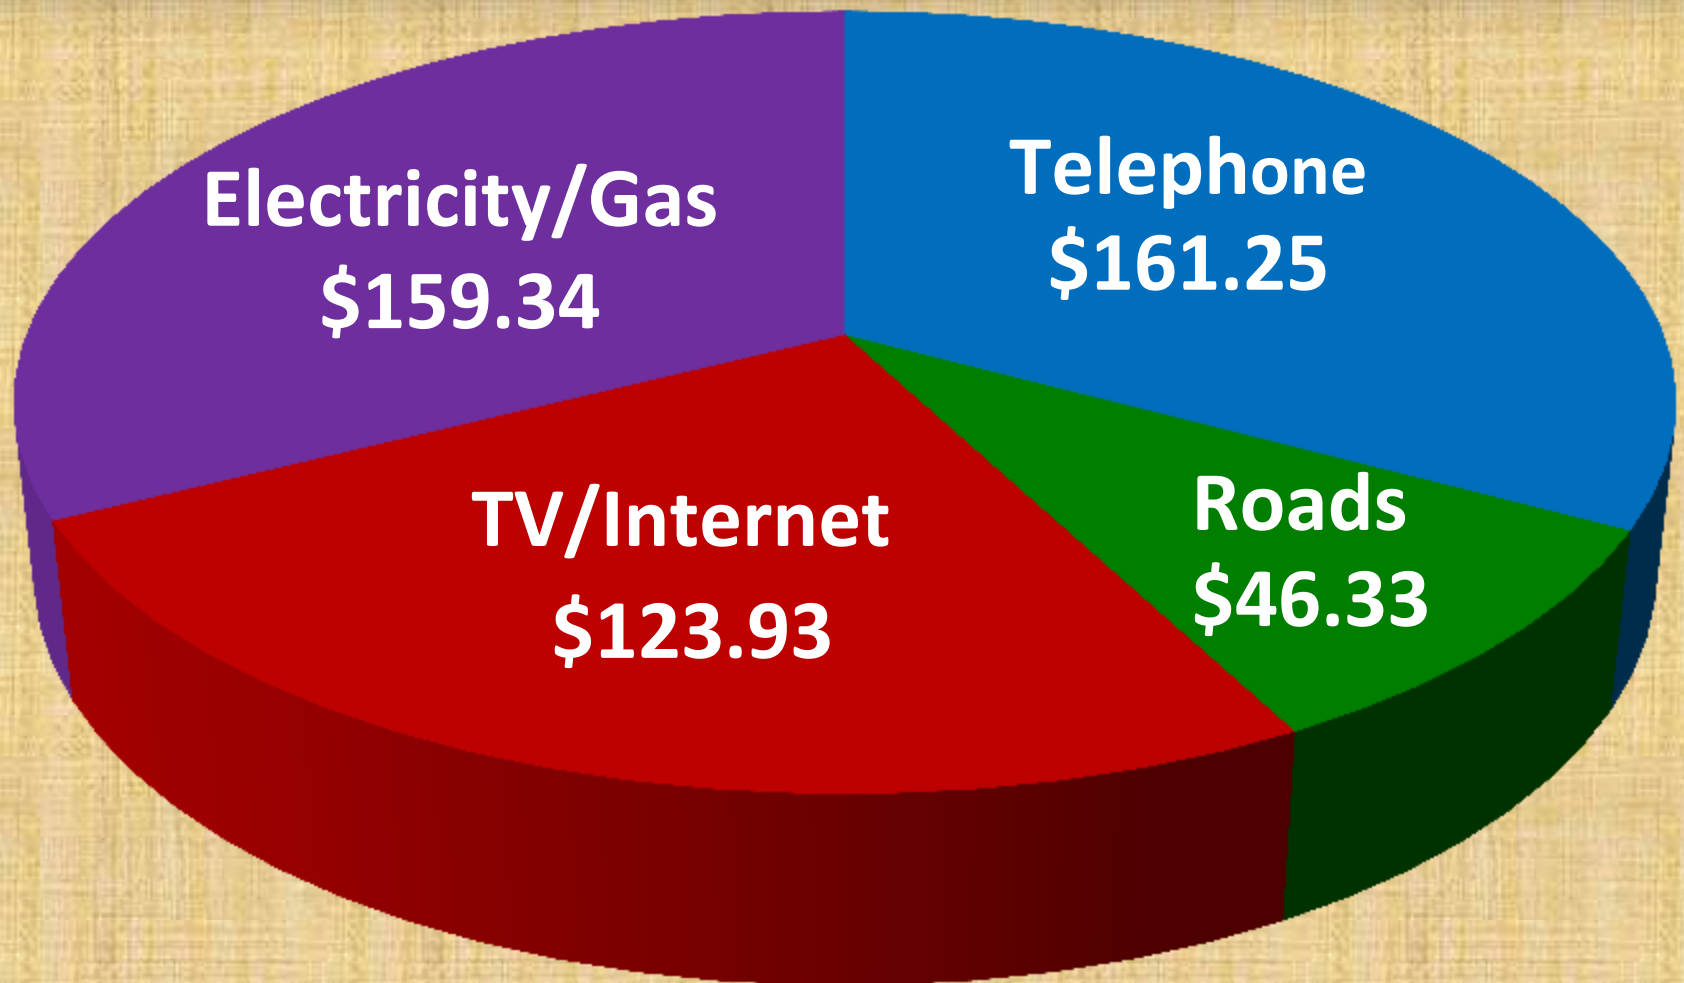 Electricity/Gas
$159.34
Telephone
$161.25
TV/Internet
$123.93
Roads
$46.33